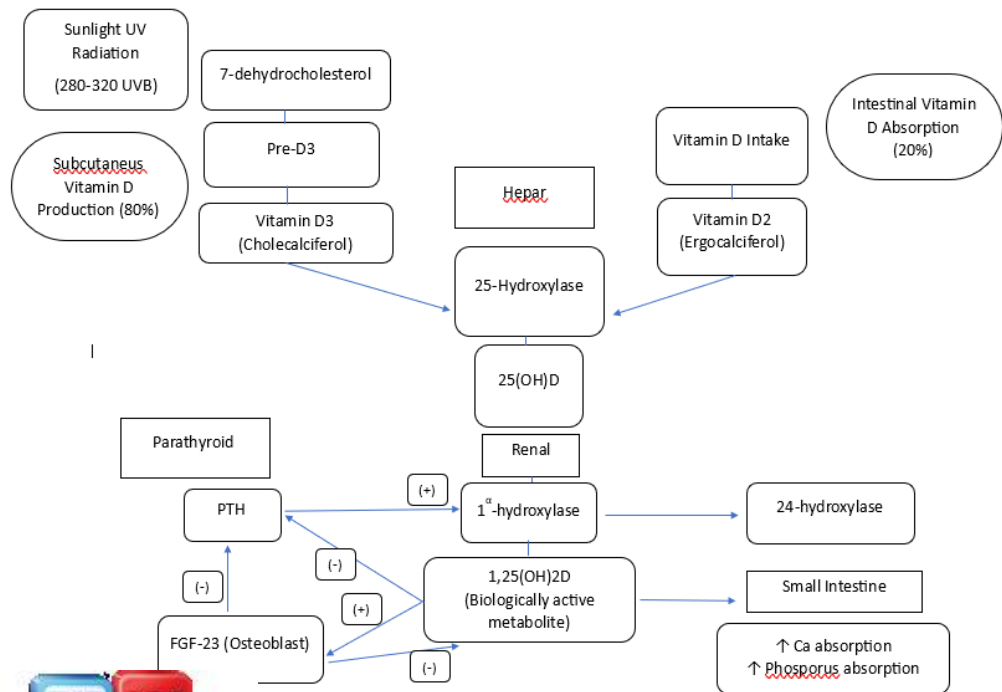 Sunlight UV
Radiation
(280-320 UVB)
7-dehydrocholesterol
Intestinal Vitamin
D Absorption
(20%)
Vitamin D Intake
Pre-D3
Subcutaneus
Vitamin D
Production (80%)
Hepar
Vitamin D3
(Cholecalciferol)
Vitamin D2
(Ergocalciferol)
25-Hydroxylase
25(OH)D
Parathyroid
Renal
(+)
PTH
1α-hydroxylase
24-hydroxylase
(-)
(-)
(+)
1,25(OH)2D
(Biologically active
metabolite)
Small Intestine
FGF-23 (Osteoblast)
(-)
↑ Ca absorption
↑ Phosporus absorption